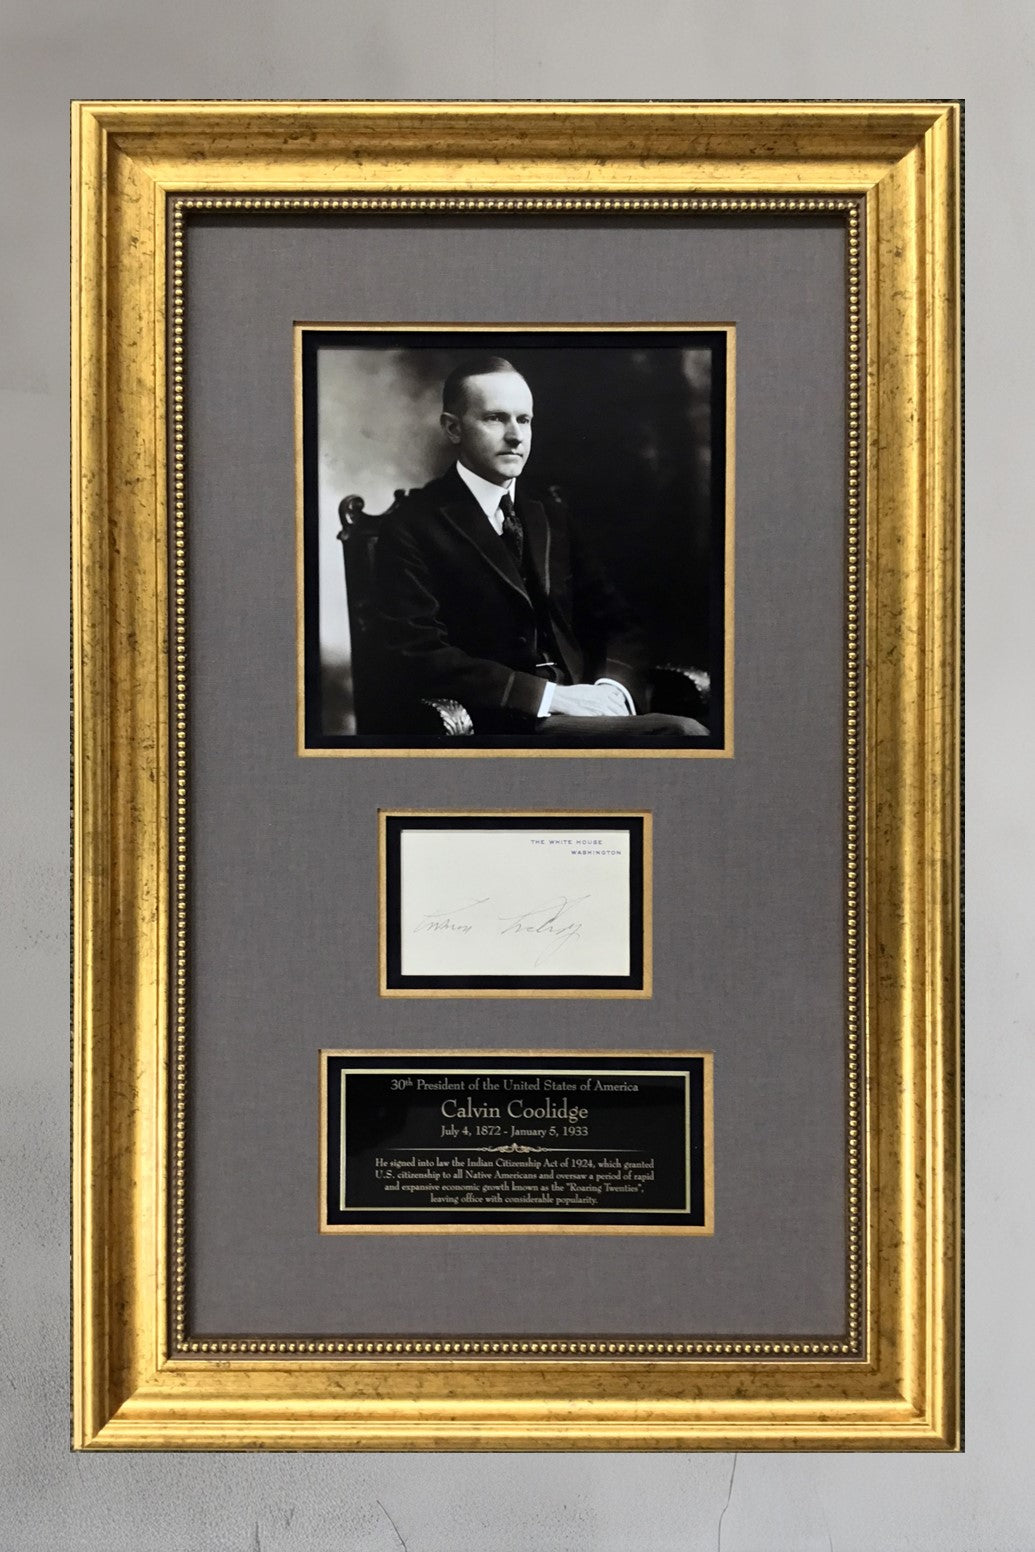 THE WHITE HOUSE
WASHINGTON
30th President of the United States of America
Calvin Coolidge
July 4, 1872 - January 5, 1933
He signed into law the Indian Citizenship Act of 1924, which granted
U.S. citizenship to all Native Americans and oversaw a period of rapid
and expansive economic growth known as the "Roaring Twenties",
leaving office with considerable popularity.